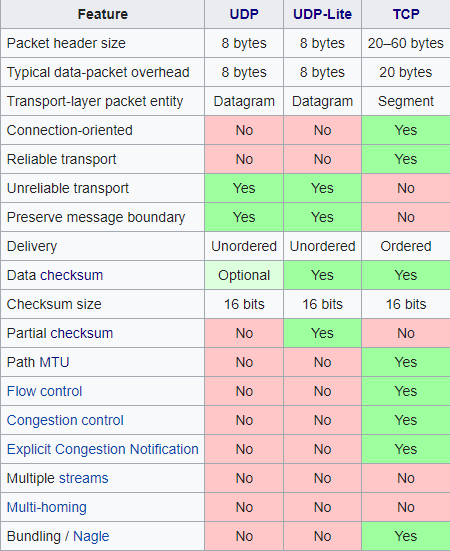 Feature UDP UDP-Lite TCP
Packet header size 8 bytes 8 bytes 20–60 bytes
Typical data-packet overhead 8 bytes 8 bytes 20 bytes
Transport-layer packet entity Datagram Datagram Segment
Connection-oriented No No Yes
Reliable transport No No Yes
Unreliable transport Yes Yes No
Preserve message boundary Yes Yes No
Delivery Unordered Unordered Ordered
Data checksum Optional Yes Yes
Checksum size 16 bits 16 bits 16 bits
Partial checksum No Yes No
Path MTU No No Yes
Flow control No No Yes
Congestion control No No Yes
Explicit Congestion Notification No No Yes
Multiple streams No No No
Multi-homing No No No
Bundling / Nagle No No Yes